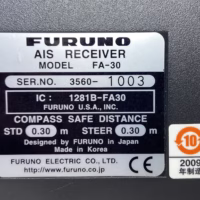 FURUNO
AIS RECEIVER
MODEL FA-30
SER.NO. 3560-1003
IC: 1281B-FA30
FURUNO U.S.A., INC.
COMPASS SAFE DISTANCE
STD 0.30 m STEER 0.30 m
Designed by FURUNO in Japan
Made in Korea
FURUNO ELECTRIC CO., LTD.
http://www.furuno.co.jp
10
2009
年制造